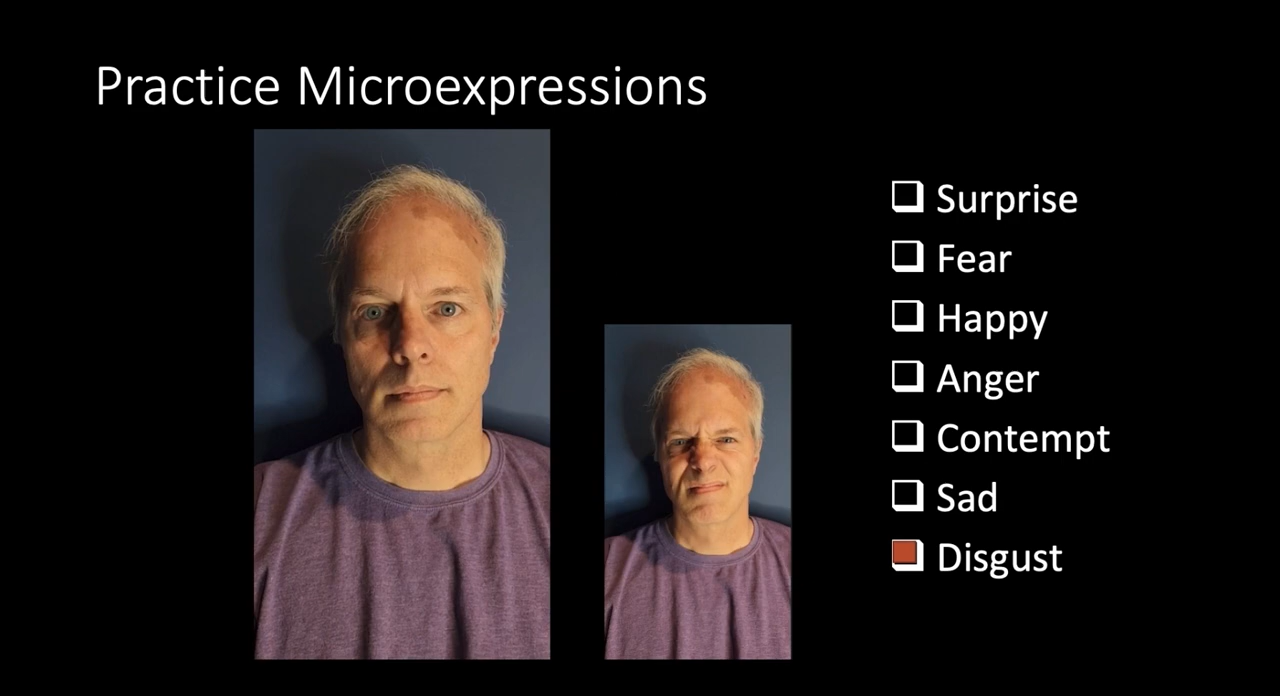 Practice Microexpressions
Surprise
Fear
Happy
Anger
Contempt
Sad
Disgust